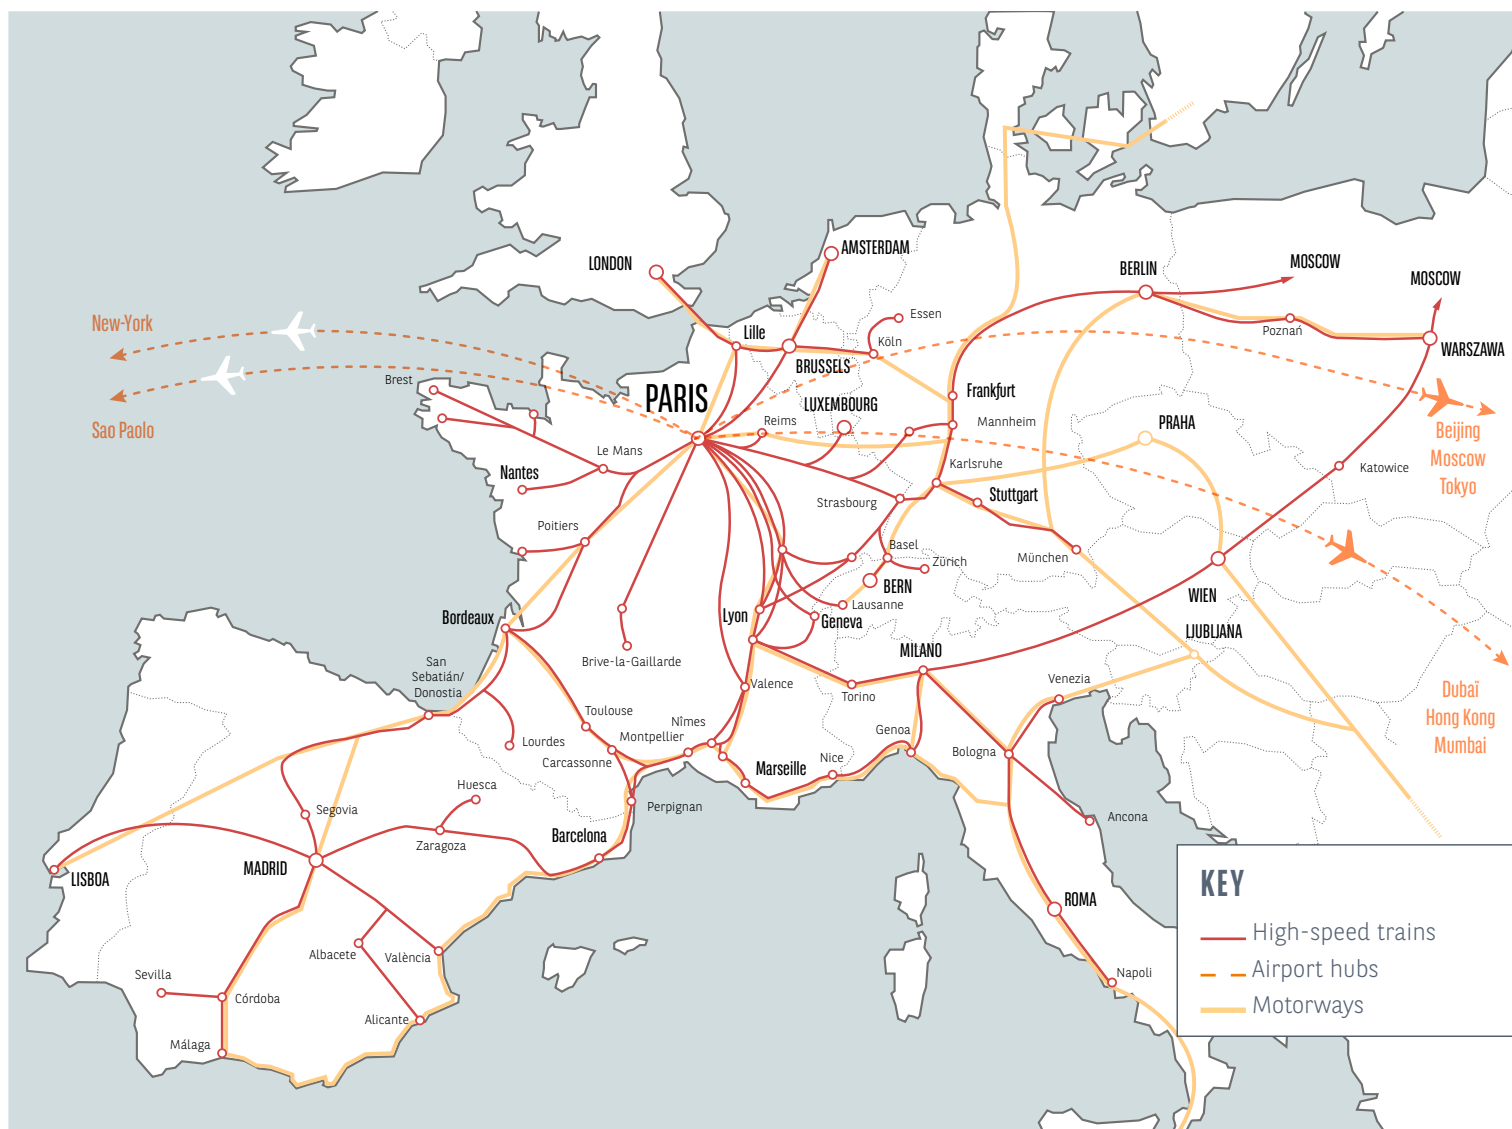 MOSCOW
AMSTERDAM
LONDON
BERLIN
MOSCOW
New-York
Essen
Lille
Köln
Poznań
WARSZAWA
BRUSSELS
Brest
PARIS
Frankfurt
LUXEMBOURG
Sao Paolo
Reims
Mannheim
PRAHA
Beijing
Moscow
Tokyo
Le Mans
Nantes
Karlsruhe
Katowice
Strasbourg
Stuttgart
Poitiers
Basel
Zürich
München
BERN
WIEN
Lausanne
Bordeaux
Lyon
Geneva
LJUBLJANA
Brive-la-Gaillarde
MILANO
San
Sebatián/
Donostia
Valence
Torino
Venezia
Dubaï
Hong Kong
Mumbai
Toulouse
Nîmes
Montpellier
Genoa
Lourdes
Carcassonne
Nice
Bologna
Marseille
Huesca
Segovia
Perpignan
Ancona
Barcelona
Zaragoza
MADRID
LISBOA
ROMA
KEY
High-speed trains
Airport hubs
Motorways
Albacete
València
Sevilla
Napoli
Córdoba
Alicante
Málaga